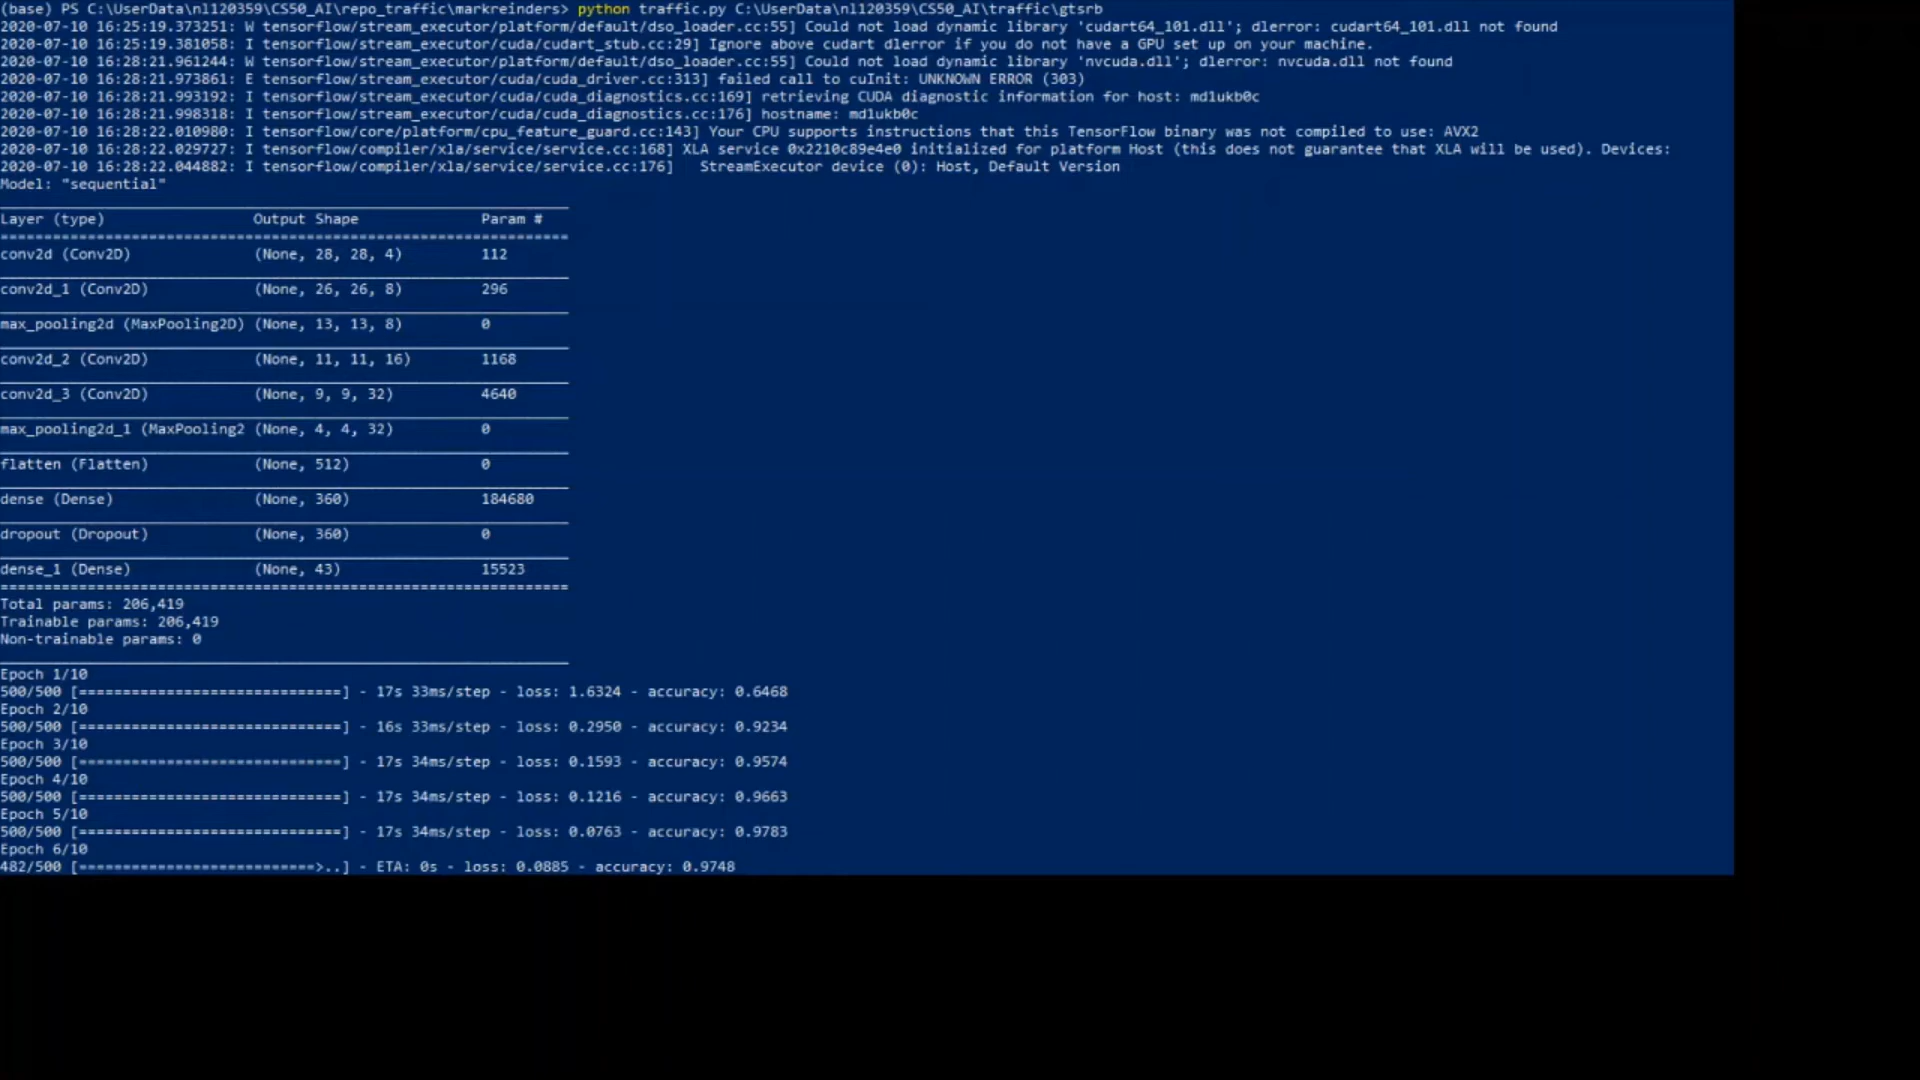 (base) PS C:\UserData\nl120359\CS50_AI\repo_traffic\markreinders> python traffic.py C:\UserData\nl120359\CS50_AI\traffic\gtsrb
2020-07-10 16:25:19.373251: W tensorflow/stream_executor/platform/default/dso_loader.cc:55] Could not load dynamic library 'cudart64_101.dll'; dlerror: cudart64_101.dll not found
2020-07-10 16:25:19.381058: I tensorflow/stream_executor/cuda/cudart_stub.cc:29] Ignore above cudart dlerror if you do not have a GPU set up on your machine.
2020-07-10 16:28:21.961244: W tensorflow/stream_executor/platform/default/dso_loader.cc:55] Could not load dynamic library 'nvcuda.dll'; dlerror: nvcuda.dll not found
2020-07-10 16:28:21.973861: E tensorflow/stream_executor/cuda/cuda_driver.cc:313] failed call to cuInit: UNKNOWN ERROR (303)
2020-07-10 16:28:21.993192: I tensorflow/stream_executor/cuda/cuda_diagnostics.cc:169] retrieving CUDA diagnostic information for host: md1ukb0c
2020-07-10 16:28:21.998318: I tensorflow/stream_executor/cuda/cuda_diagnostics.cc:176] hostname: md1ukb0c
2020-07-10 16:28:22.010980: I tensorflow/core/platform/cpu_feature_guard.cc:143] Your CPU supports instructions that this TensorFlow binary was not compiled to use: AVX2
2020-07-10 16:28:22.029727: I tensorflow/compiler/xla/service/service.cc:168] XLA service 0x2210c89e4e0 initialized for platform Host (this does not guarantee that XLA will be used). Devices:
2020-07-10 16:28:22.044882: I tensorflow/compiler/xla/service/service.cc:176]   StreamExecutor device (0): Host, Default Version
Model: "sequential"
Layer (type) Output Shape Param #
conv2d (Conv2D) (None, 28, 28, 4) 112
conv2d_1 (Conv2D) (None, 26, 26, 8) 296
max_pooling2d (MaxPooling2D) (None, 13, 13, 8) 0
conv2d_2 (Conv2D) (None, 11, 11, 16) 1168
conv2d_3 (Conv2D) (None, 9, 9, 32) 4640
max_pooling2d_1 (MaxPooling2 (None, 4, 4, 32) 0
flatten (Flatten) (None, 512) 0
dense (Dense) (None, 360) 184680
dropout (Dropout) (None, 360) 0
dense_1 (Dense) (None, 43) 15523
Total params: 206,419
Trainable params: 206,419
Non-trainable params: 0
Epoch 1/10
500/500 [==============================] - 17s 33ms/step - loss: 1.6324 - accuracy: 0.6468
Epoch 2/10
500/500 [==============================] - 16s 33ms/step - loss: 0.2950 - accuracy: 0.9234
Epoch 3/10
500/500 [==============================] - 17s 34ms/step - loss: 0.1593 - accuracy: 0.9574
Epoch 4/10
500/500 [==============================] - 17s 34ms/step - loss: 0.1216 - accuracy: 0.9663
Epoch 5/10
500/500 [==============================] - 17s 34ms/step - loss: 0.0763 - accuracy: 0.9783
Epoch 6/10
482/500 [===========================>..] - ETA: 0s - loss: 0.0885 - accuracy: 0.9748